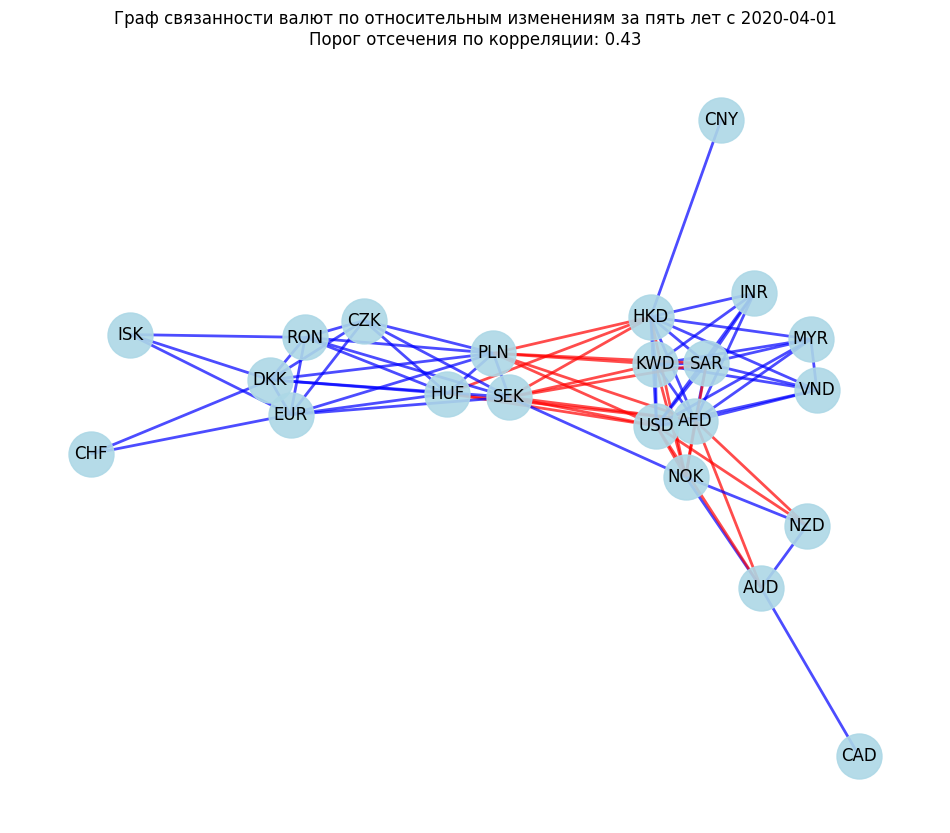 Граф связанности валют по относительным изменениям за пять лет с 2020-04-01
Порог отсечения по корреляции: 0.43
CNY
INR
HKD
CZK
ISK
RON
MYR
PLN
KWD
SAR
DKK
VND
HUF
SEK
EUR
AED
USD
CHF
NOK
NZD
AUD
CAD